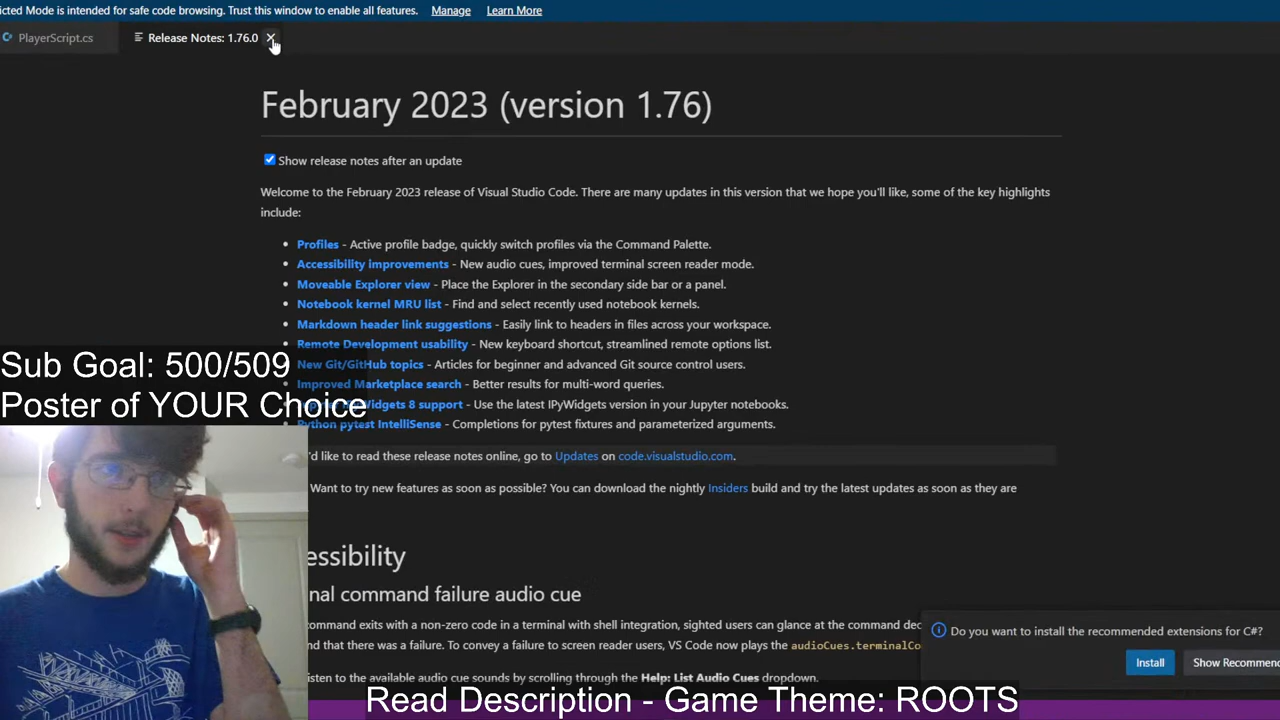 icted Mode is intended for safe code browsing. Trust this window to enable all features. Manage Learn More
PlayerScript.cs Release Notes: 1.76.0
February 2023 (version 1.76)
Show release notes after an update
Welcome to the February 2023 release of Visual Studio Code. There are many updates in this version that we hope you'll like, some of the key highlights
include:
• Profiles - Active profile badge, quickly switch profiles via the Command Palette.
• Accessibility improvements - New audio cues, improved terminal screen reader mode.
• Moveable Explorer view - Place the Explorer in the secondary side bar or a panel.
• Notebook kernel MRU list - Find and select recently used notebook kernels.
• Markdown header link suggestions - Easily link to headers in files across your workspace.
• Remote Development usability - New keyboard shortcut, streamlined remote options list.
Sub Goal: 500/509
• New Git/GitHub topics - Articles for beginner and advanced Git source control users.
• Improved Marketplace search - Better results for multi-word queries.
Poster of YOUR Choice
IPyWidgets 8 support - Use the latest IPyWidgets version in your Jupyter notebooks.
Python pytest IntelliSense - Completions for pytest fixtures and parameterized arguments.
'd like to read these release notes online, go to Updates on code.visualstudio.com.
Want to try new features as soon as possible? You can download the nightly Insiders build and try the latest updates as soon as they are
essibility
nal command failure audio cue
command exits with a non-zero code in a terminal with shell integration, sighted users can glance at the command dec
nd that there was a failure. To convey a failure to screen reader users, VS Code now plays the audioCues.terminalCo
isten to the available audio cue sounds by scrolling through the Help: List Audio Cues dropdown.
Do you want to install the recommended extensions for C#?
Install Show Recommen
Read Description - Game Theme: ROOTS